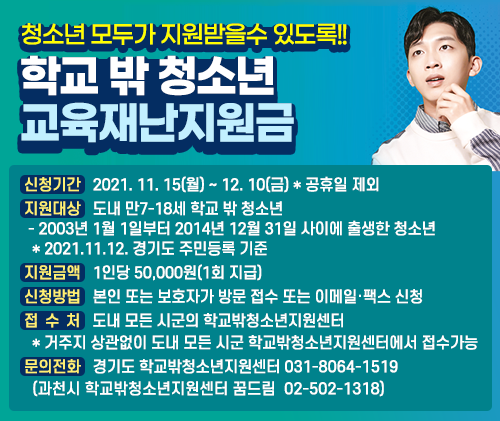 청소년 모두가 지원받을수 있도록!!
학교 밖 청소년
교육재난지원금
신청기간 2021. 11. 15(월) ~ 12. 10(금) * 공휴일 제외
지원대상 도내 만7-18세 학교 밖 청소년
- 2003년 1월 1일부터 2014년 12월 31일 사이에 출생한 청소년
* 2021.11.12. 경기도 주민등록 기준
지원금액 1인당 50,000원(1회 지급)
신청방법 본인 또는 보호자가 방문 접수 또는 이메일·팩스 신청
접 수 처 도내 모든 시군의 학교밖청소년지원센터
* 거주지 상관없이 도내 모든 시군 학교밖청소년지원센터에서 접수가능
문의전화 경기도 학교밖청소년지원센터 031-8064-1519
(과천시 학교밖청소년지원센터 꿈드림 02-502-1318)